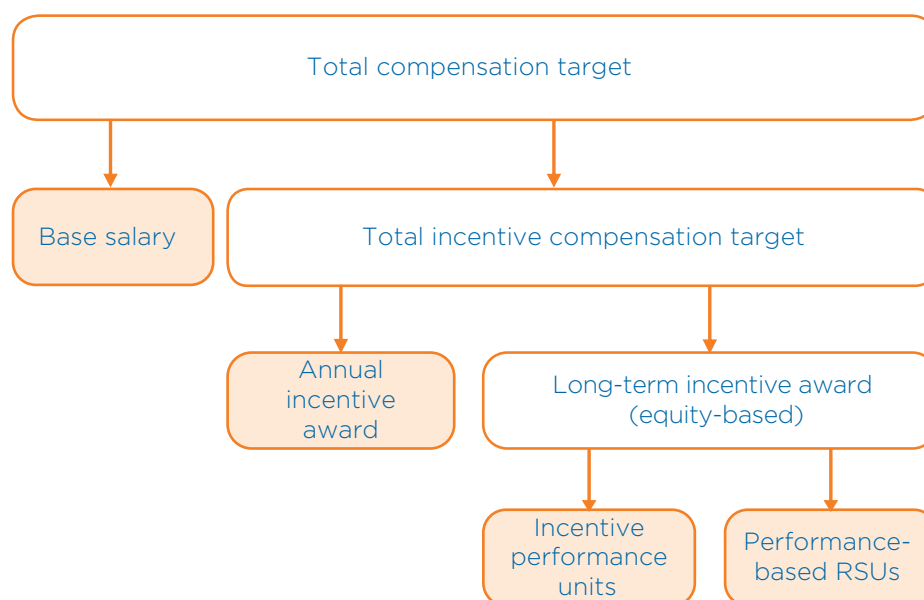 Total compensation target
Base salary
Total incentive compensation target
Annual
incentive
award
Long-term incentive award
(equity-based)
Incentive
performance
units
Performance-
based RSUs